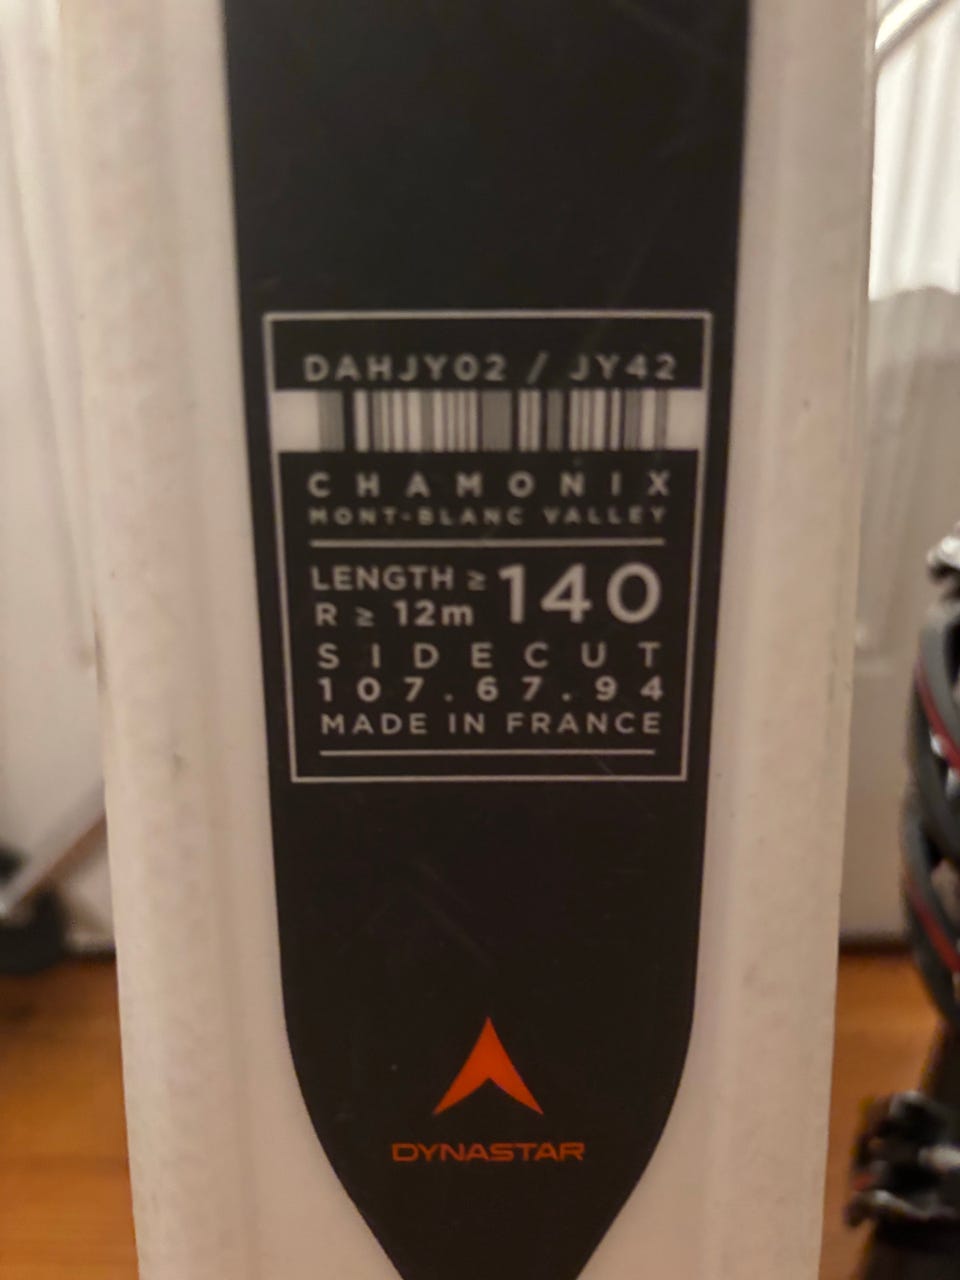 DAHJY02 / JY42
CHAMONIX
MONT-BLANC VALLEY
LENGTH ≥ 140
R ≥ 12m
SIDECUT
107.67.94
MADE IN FRANCE
DYNASTAR